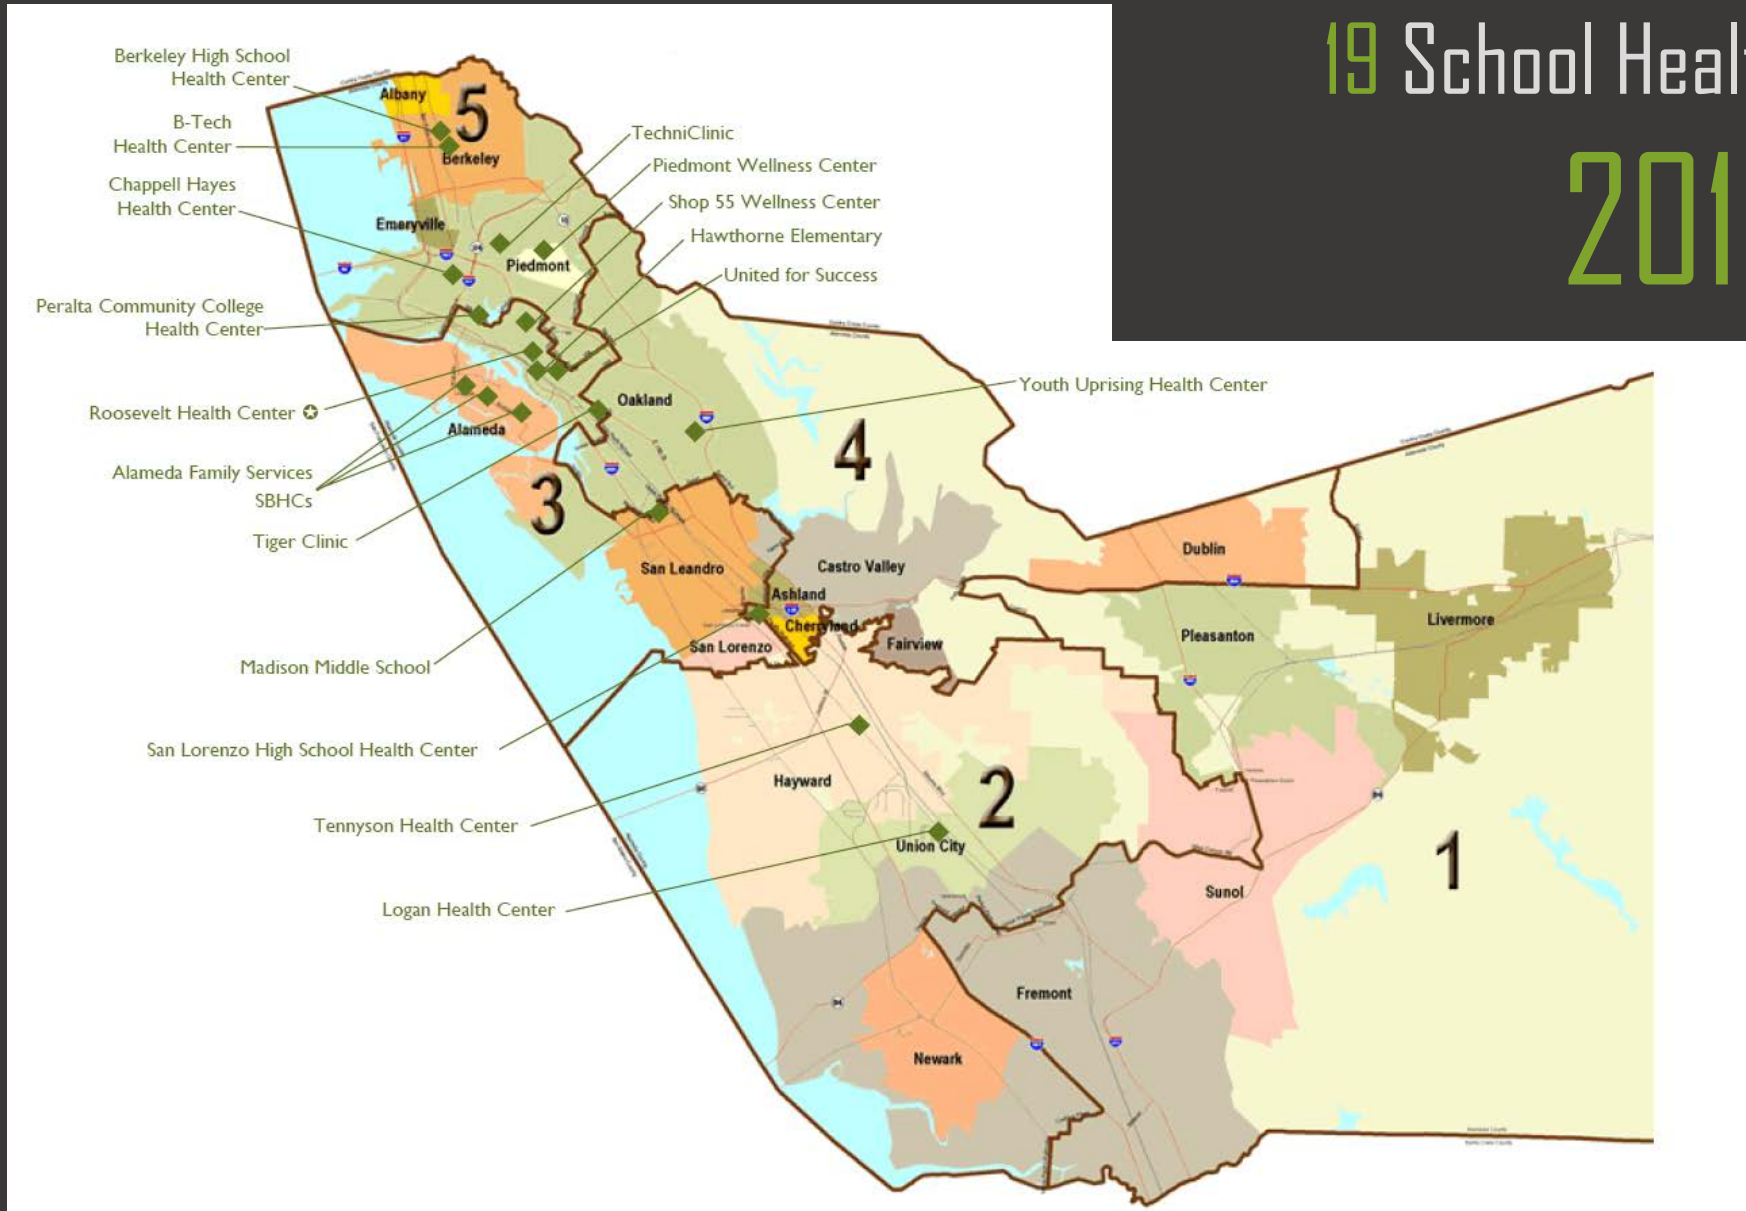 19 School Healt
201
Berkeley High School
Health Center
B-Tech
Health Center
Chappell Hayes
Health Center
Peralta Community College
Health Center
Roosevelt Health Center
Alameda Family Services
SBHCs
Tiger Clinic
Madison Middle School
San Lorenzo High School Health Center
Tennyson Health Center
Logan Health Center
TechniClinic
Piedmont Wellness Center
Shop 55 Wellness Center
Hawthorne Elementary
United for Success
Youth Uprising Health Center
Albany
5
Berkeley
Emeryville
Piedmont
Oakland
Alameda
4
3
San Leandro
Castro Valley
Ashland
Cherryland
San Lorenzo
Fairview
Dublin
Pleasanton
Livermore
Hayward
2
Union City
1
Sunol
Fremont
Newark